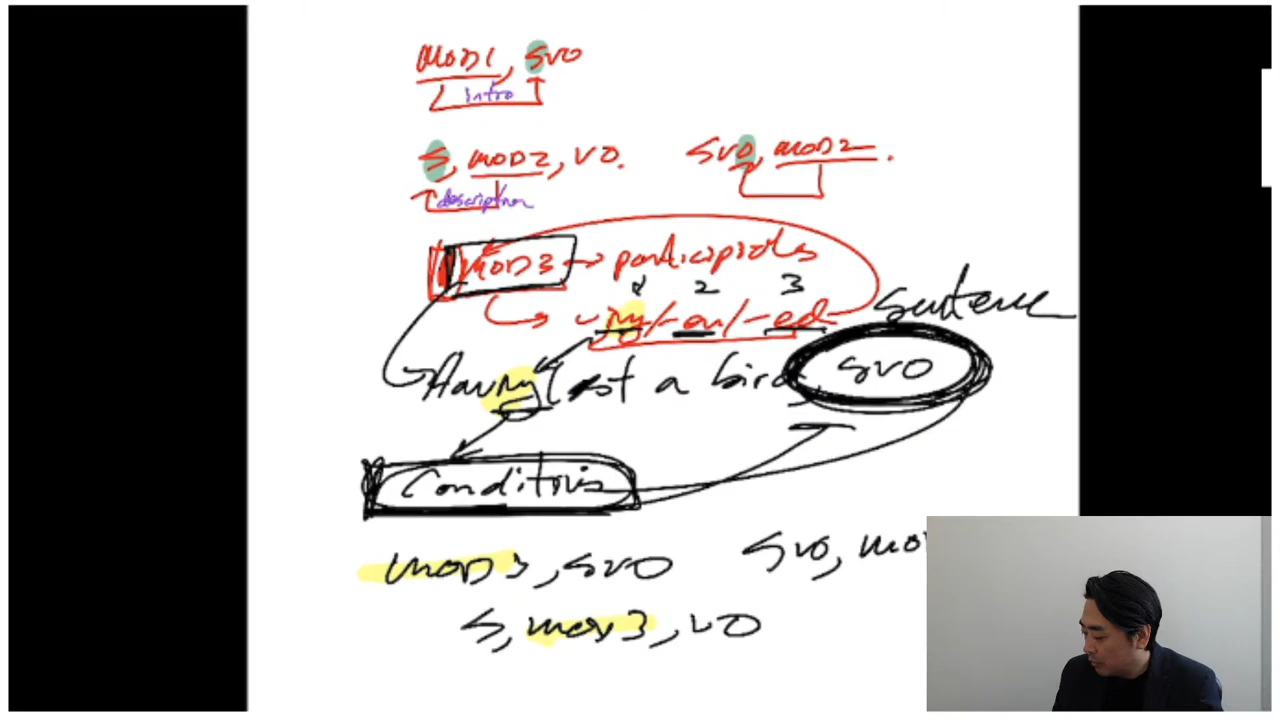 MOD1, SVO
intro
S, MOD2, VO. SVO, MOD2.
description
MOD3 → participials
1 2 3
-ing/-en/-ed
Sentence
Having lost a bird, SVO
Conditions
MOD3, SVO SVO, MO
S, MOD3, VO